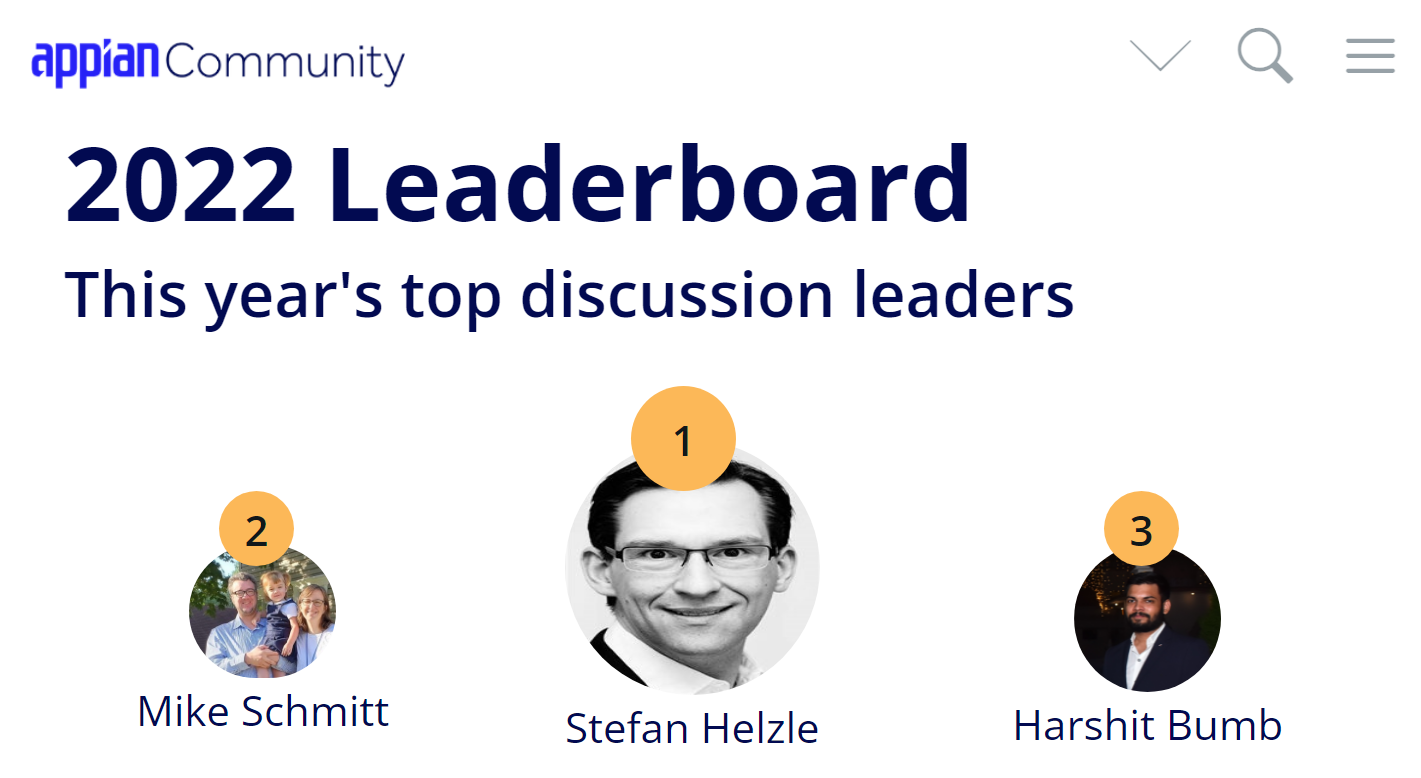 appian Community
2022 Leaderboard
This year's top discussion leaders
1
2
3
Mike Schmitt
Stefan Helzle
Harshit Bumb